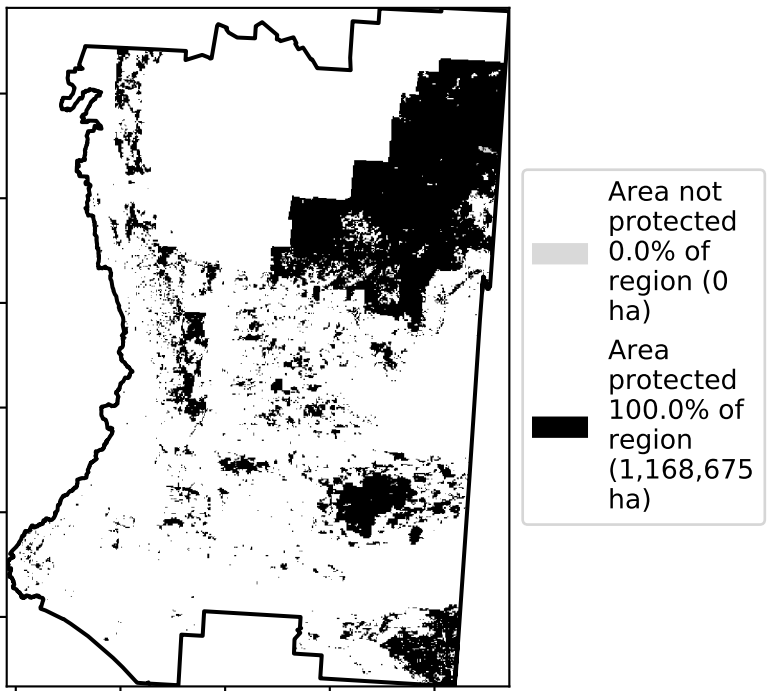 Area not
protected
0.0% of
region (0
ha)
Area
protected
100.0% of
region
(1,168,675
ha)